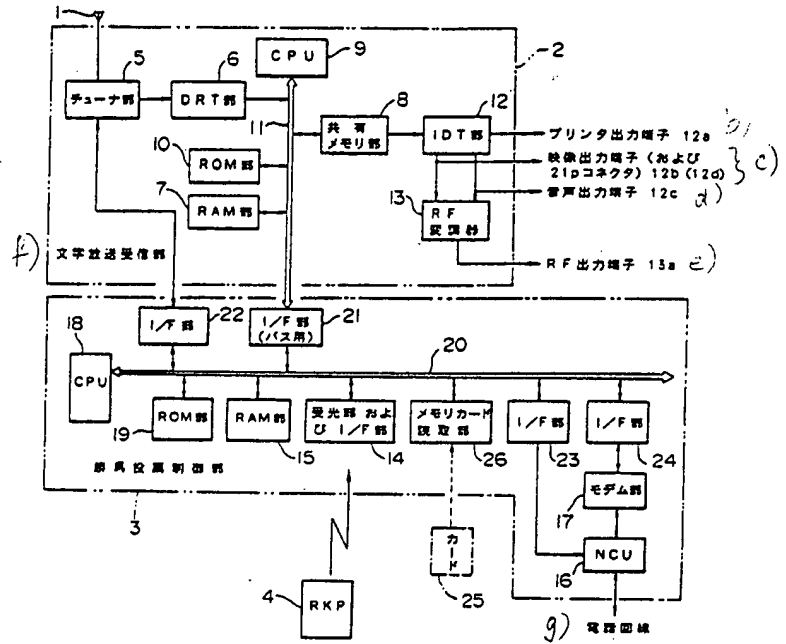 1
2
5
6
9
チューナ部
DRT部
CPU
11
8
12
共有
メモリ部
IDT部
プリンタ出力端子 12a
b)
映像出力端子 (および
21pコネクタ) 12b (12d)
c)
音声出力端子 12c
d)
10
ROM部
7
RAM部
13
RF
変調器
RF出力端子 13a
e)
f)
文字放送受信部
18
CPU
I/F部
22
I/F部
(バス用)
21
20
ROM部
19
RAM部
15
受光部 および
び I/F部
14
メモリカード
読取部
26
I/F部
23
I/F部
24
3
モデム部
17
NCU
16
カード
25
4
RKP
g)
電話回線